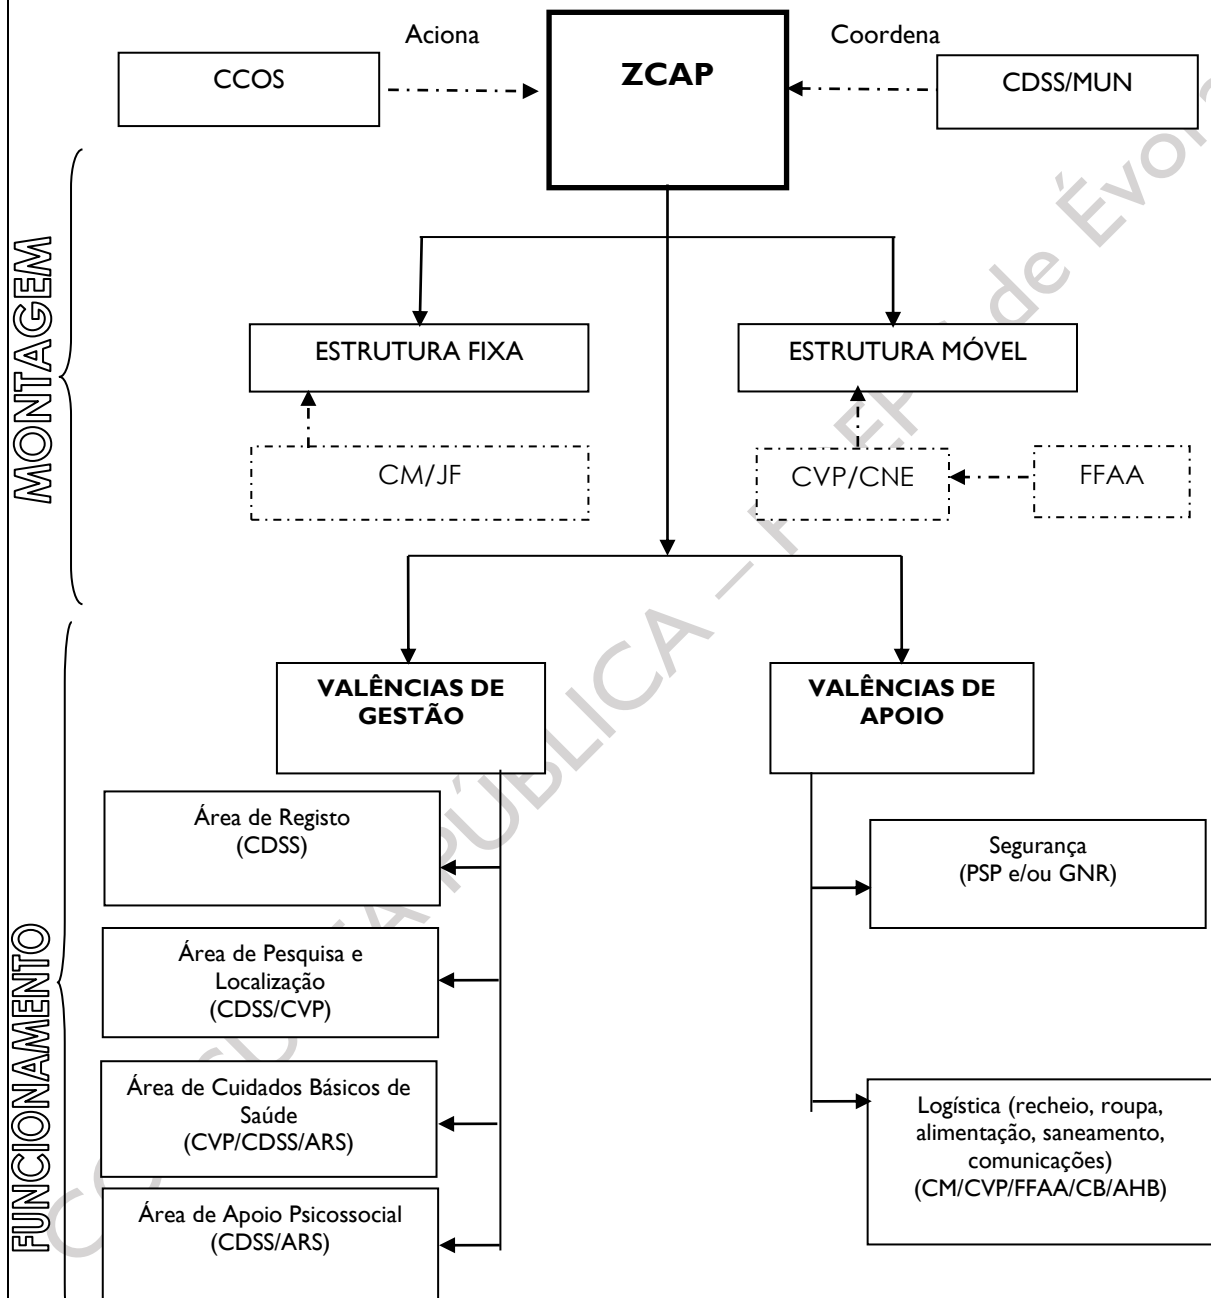 Aciona
Coordena
CCOS
ZCAP
CDSS/MUN
MONTAGEM
ESTRUTURA FIXA
ESTRUTURA MÓVEL
CM/JF
CVP/CNE
FFAA
FUNCIONAMENTO
VALÊNCIAS DE
GESTÃO
VALÊNCIAS DE
APOIO
Área de Registo
(CDSS)
Área de Pesquisa e
Localização
(CDSS/CVP)
Área de Cuidados Básicos de
Saúde
(CVP/CDSS/ARS)
Área de Apoio Psicossocial
(CDSS/ARS)
Segurança
(PSP e/ou GNR)
Logística (recheio, roupa,
alimentação, saneamento,
comunicações)
(CM/CVP/FFAA/CB/AHB)
PÚBLICA – de Évora